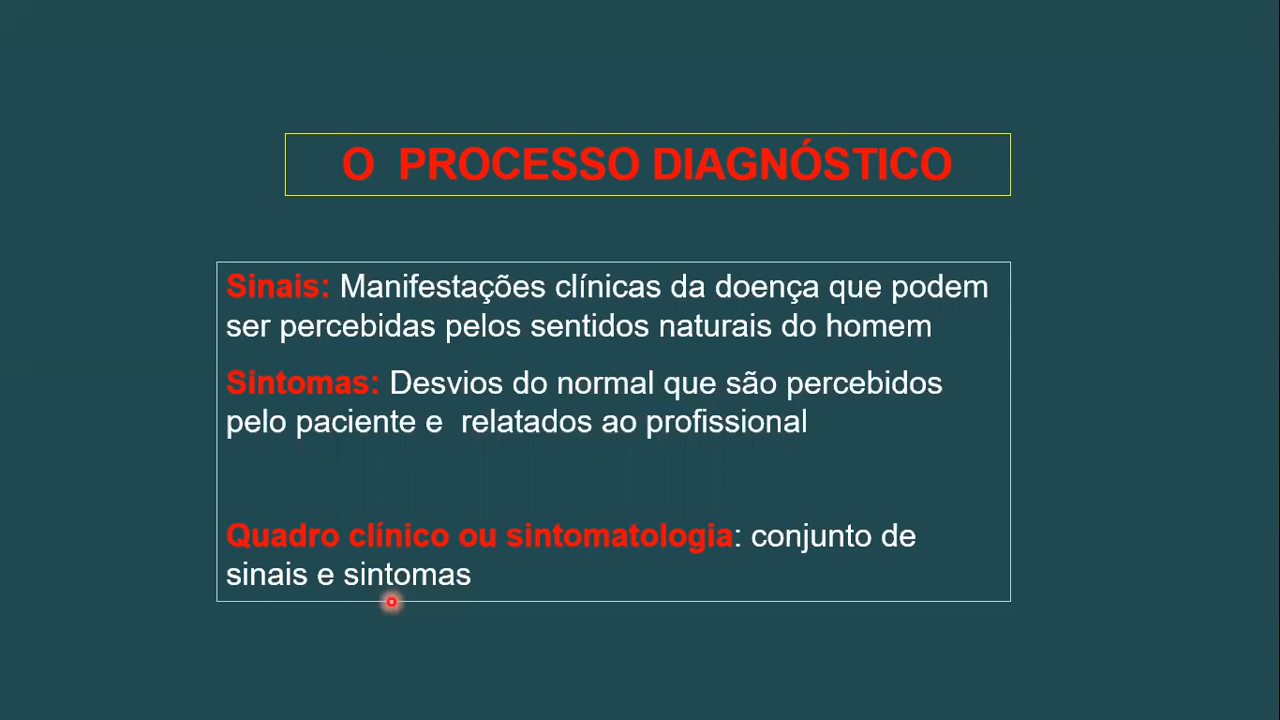 O  PROCESSO DIAGNÓSTICO
Sinais: Manifestações clínicas da doença que podem
ser percebidas pelos sentidos naturais do homem
Sintomas: Desvios do normal que são percebidos
pelo paciente e  relatados ao profissional
Quadro clínico ou sintomatologia: conjunto de
sinais e sintomas